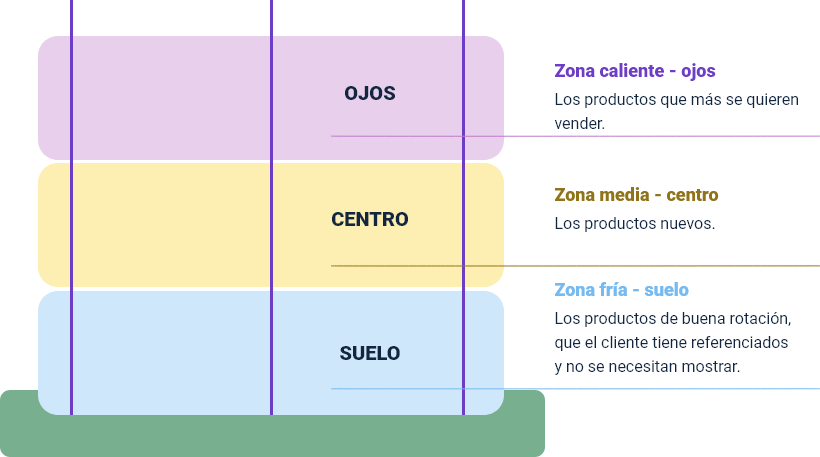 OJOS
Zona caliente - ojos
Los productos que más se quieren
vender.
CENTRO
Zona media - centro
Los productos nuevos.
SUELO
Zona fría - suelo
Los productos de buena rotación,
que el cliente tiene referenciados
y no se necesitan mostrar.